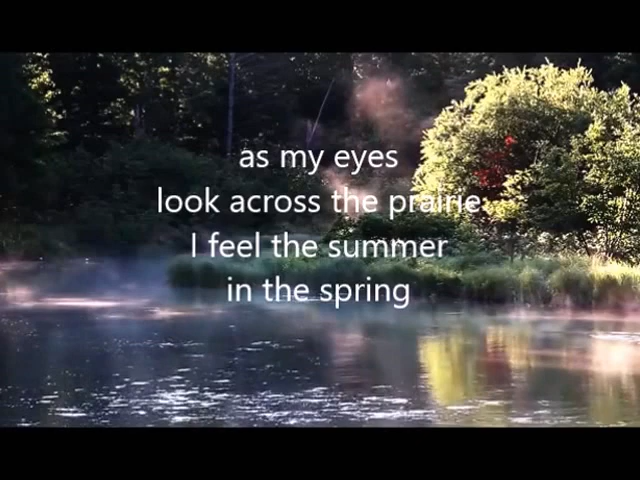 as my eyes
look across the prairie
I feel the summer
in the spring